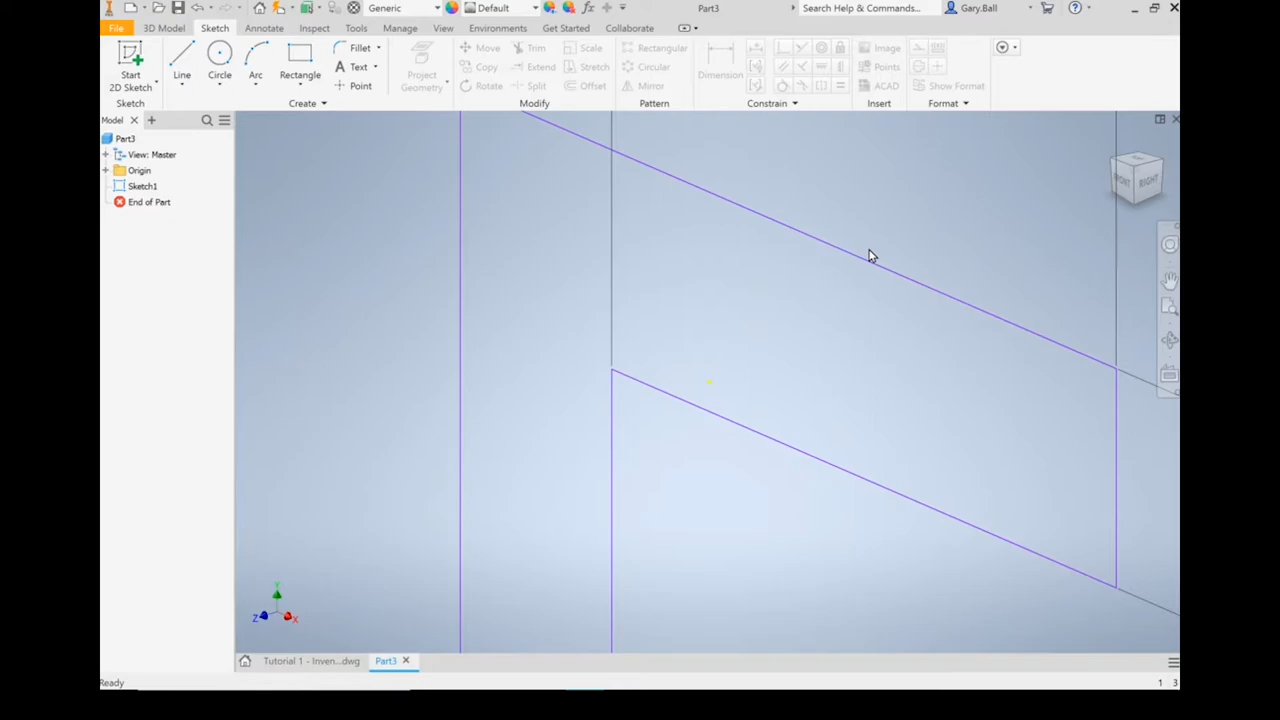 Generic
Default
Part3
Search Help & Commands...
Gary.Ball
File
3D Model
Sketch
Annotate
Inspect
Tools
Manage
View
Environments
Get Started
Collaborate
Start
2D Sketch
Line
Circle
Arc
Rectangle
Fillet
Text
Point
Project
Geometry
Move
Copy
Rotate
Trim
Extend
Split
Scale
Stretch
Offset
Rectangular
Circular
Mirror
Dimension
Image
Points
ACAD
Show Format
Sketch
Create
Modify
Pattern
Constrain
Insert
Format
Model
Part3
View: Master
Origin
Sketch1
End of Part
FRONT
RIGHT
Y
Z
X
Tutorial 1 - Inven...dwg
Part3
Ready
1 3